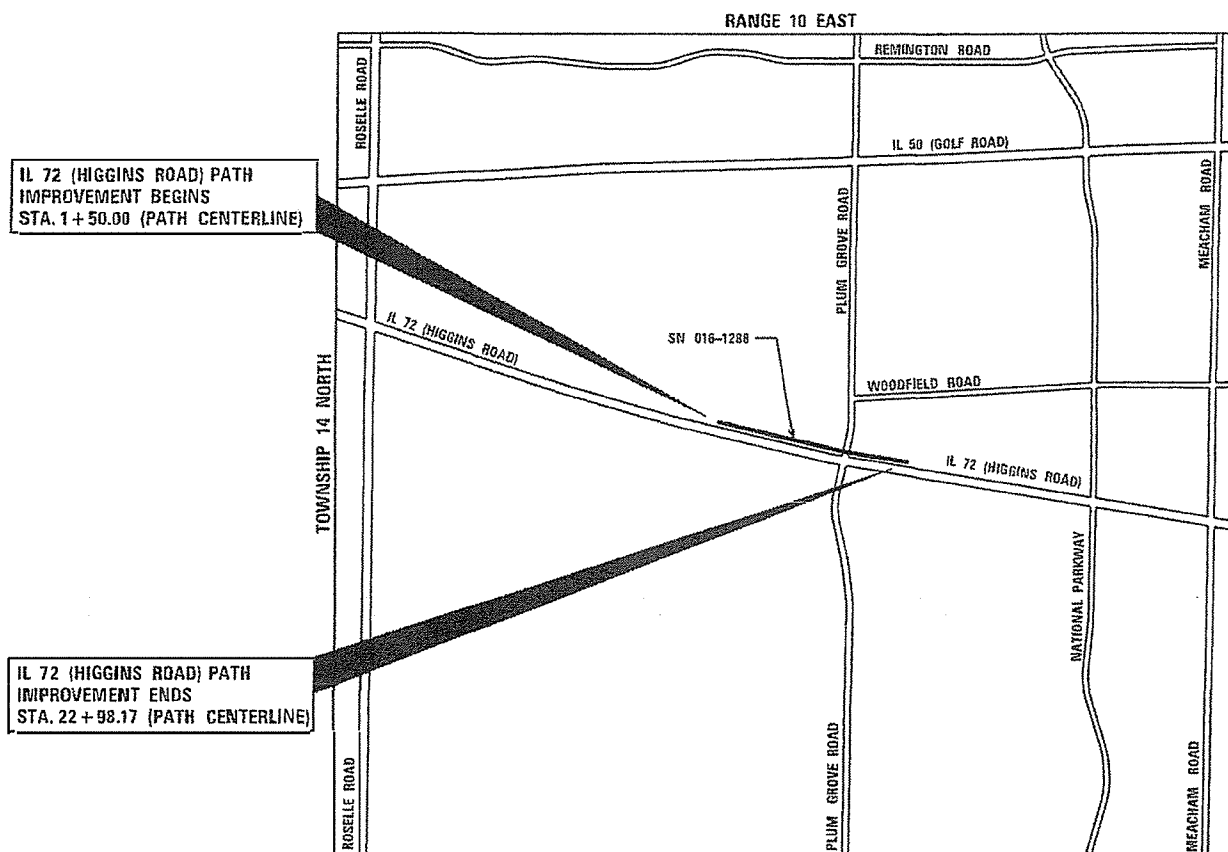 RANGE 10 EAST
REMINGTON ROAD
ROSELLE ROAD
IL 50 (GOLF ROAD)
MEACHAM ROAD
IL 72 (HIGGINS ROAD) PATH
IMPROVEMENT BEGINS
STA. 1+50.00 (PATH CENTERLINE)
PLUM GROVE ROAD
IL 72 (HIGGINS ROAD)
SN 016-1288
WOODFIELD ROAD
TOWNSHIP 14 NORTH
IL 72 (HIGGINS ROAD)
NATIONAL PARKWAY
IL 72 (HIGGINS ROAD) PATH
IMPROVEMENT ENDS
STA. 22+98.17 (PATH CENTERLINE)
ROSELLE ROAD
PLUM GROVE ROAD
MEACHAM ROAD